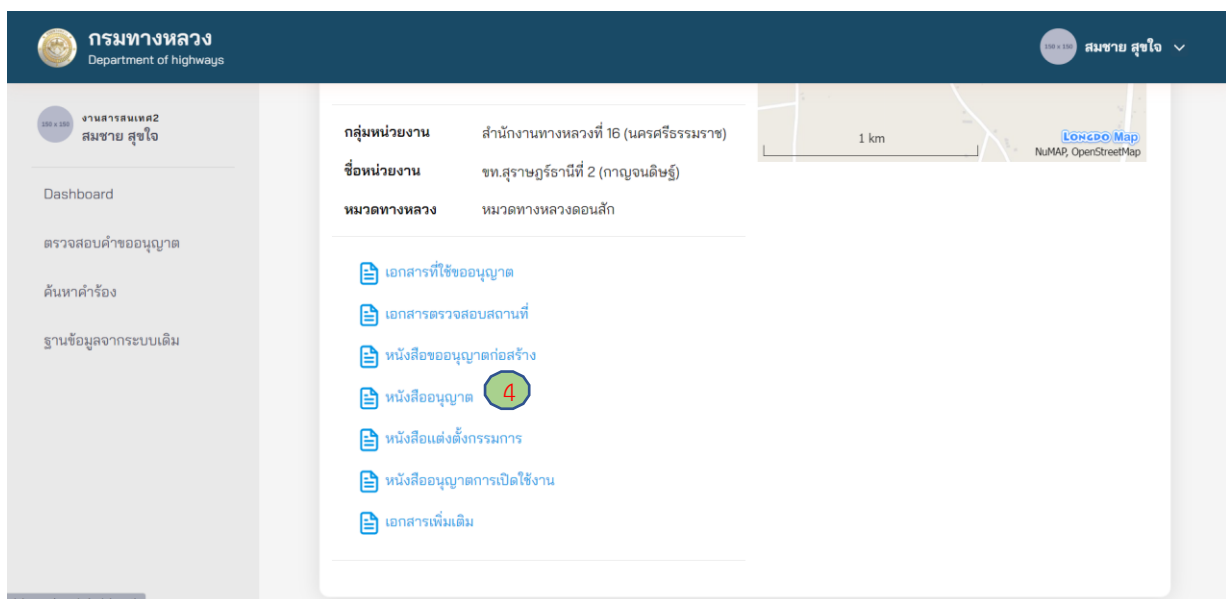 กรมทางหลวง
Department of highways
150 x 150
สมชาย สุขใจ
150 x 150
งานสารสนเทศ2
สมชาย สุขใจ
Dashboard
ตรวจสอบคำขออนุญาต
ค้นหาคำร้อง
ฐานข้อมูลจากระบบเดิม
กลุ่มหน่วยงาน สำนักงานทางหลวงที่ 16 (นครศรีธรรมราช)
ชื่อหน่วยงาน ขท.สุราษฎร์ธานีที่ 2 (กาญจนดิษฐ์)
หมวดทางหลวง หมวดทางหลวงดอนสัก
1 km
LONGDO Map
NuMAP, OpenStreetMap
เอกสารที่ใช้ขออนุญาต
เอกสารตรวจสอบสถานที่
หนังสือขออนุญาตก่อสร้าง
หนังสืออนุญาต 4
หนังสือแต่งตั้งกรรมการ
หนังสืออนุญาตการเปิดใช้งาน
เอกสารเพิ่มเติม